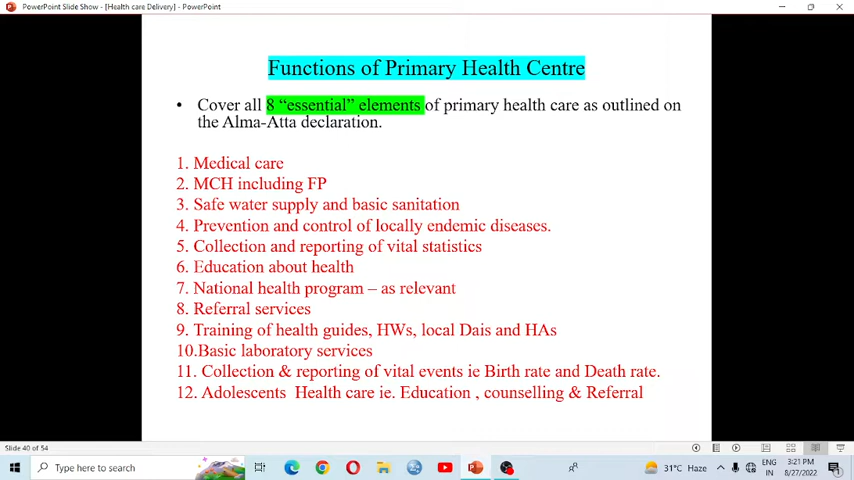 PowerPoint Slide Show - [Health care Delivery] - PowerPoint
Functions of Primary Health Centre
• Cover all 8 “essential” elements of primary health care as outlined on
the Alma-Atta declaration.
1. Medical care
2. MCH including FP
3. Safe water supply and basic sanitation
4. Prevention and control of locally endemic diseases.
5. Collection and reporting of vital statistics
6. Education about health
7. National health program – as relevant
8. Referral services
9. Training of health guides, HWs, local Dais and HAs
10.Basic laboratory services
11. Collection & reporting of vital events ie Birth rate and Death rate.
12. Adolescents Health care ie. Education , counselling & Referral
Slide 40 of 54
Type here to search
31°C Haze
ENG
IN
3:21 PM
8/27/2022